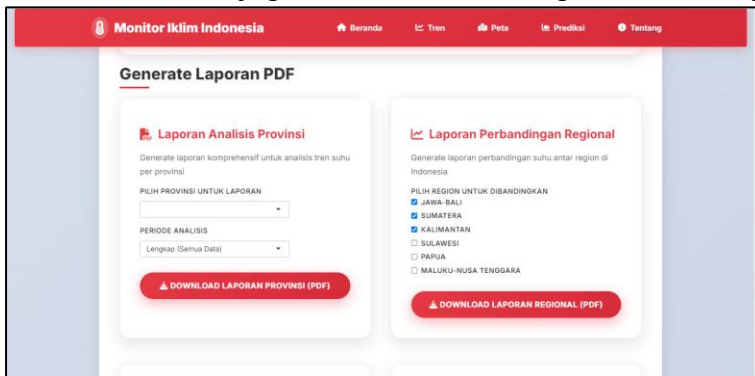 Monitor Iklim Indonesia
Beranda
Tren
Peta
Prediksi
Tentang
Generate Laporan PDF
Laporan Analisis Provinsi
Generate laporan komprehensif untuk analisis tren suhu
per provinsi
PILIH PROVINSI UNTUK LAPORAN
PERIODE ANALISIS
Lengkap (Semua Data)
DOWNLOAD LAPORAN PROVINSI (PDF)
Laporan Perbandingan Regional
Generate laporan perbandingan suhu antar region di
Indonesia
PILIH REGION UNTUK DIBANDINGKAN
JAWA-BALI
SUMATERA
KALIMANTAN
SULAWESI
PAPUA
MALUKU-NUSA TENGGARA
DOWNLOAD LAPORAN REGIONAL (PDF)